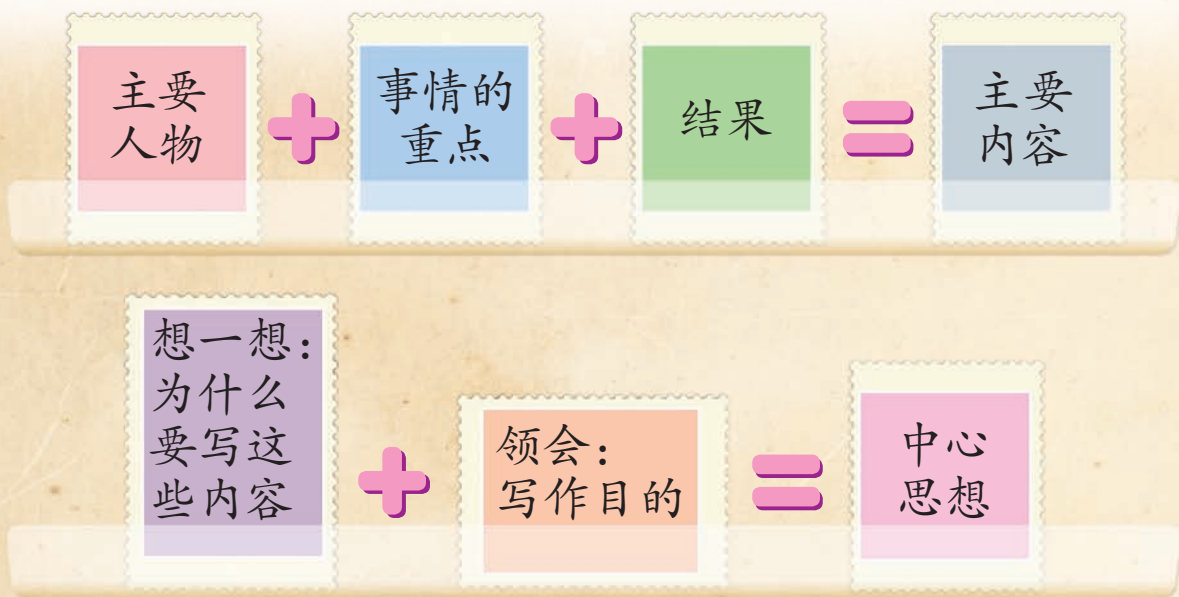 主要
人物
事情的
重点
结果
主要
内容
想一想：
为什么
要写这
些内容
领会：
写作目的
中心
思想